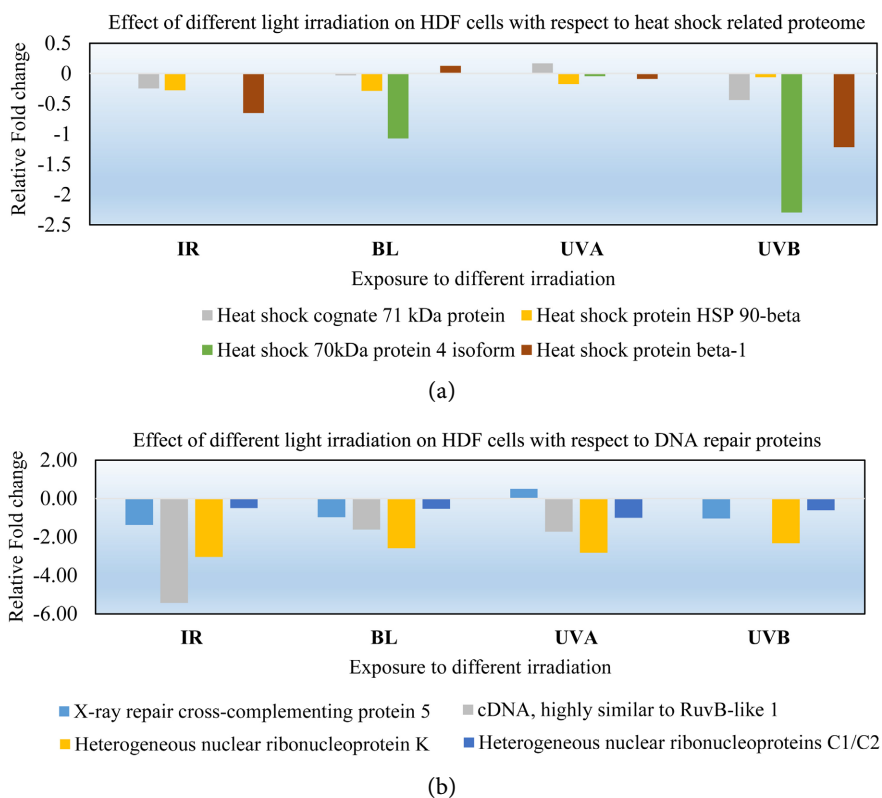 Effect of different light irradiation on HDF cells with respect to heat shock related proteome
Relative Fold change
0.5
0
-0.5
-1
-1.5
-2
-2.5
IR BL UVA UVB
Exposure to different irradiation
Heat shock cognate 71 kDa protein Heat shock protein HSP 90-beta
Heat shock 70kDa protein 4 isoform Heat shock protein beta-1
(a)
Effect of different light irradiation on HDF cells with respect to DNA repair proteins
Relative Fold change
2.00
0.00
-2.00
-4.00
-6.00
IR BL UVA UVB
Exposure to different irradiation
X-ray repair cross-complementing protein 5 cDNA, highly similar to RuvB-like 1
Heterogeneous nuclear ribonucleoprotein K Heterogeneous nuclear ribonucleoproteins C1/C2
(b)